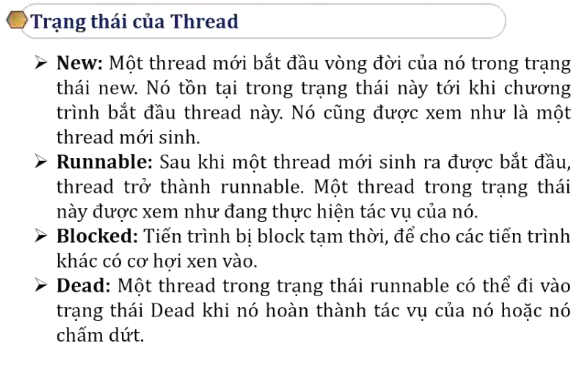 Trạng thái của Thread
➢ New: Một thread mới bắt đầu vòng đời của nó trong trạng
thái new. Nó tồn tại trong trạng thái này tới khi chương
trình bắt đầu thread này. Nó cũng được xem như là một
thread mới sinh.
➢ Runnable: Sau khi một thread mới sinh ra được bắt đầu,
thread trở thành runnable. Một thread trong trạng thái
này được xem như đang thực hiện tác vụ của nó.
➢ Blocked: Tiến trình bị block tạm thời, để cho các tiến trình
khác có cơ hợi xen vào.
➢ Dead: Một thread trong trạng thái runnable có thể đi vào
trạng thái Dead khi nó hoàn thành tác vụ của nó hoặc nó
chấm dứt.